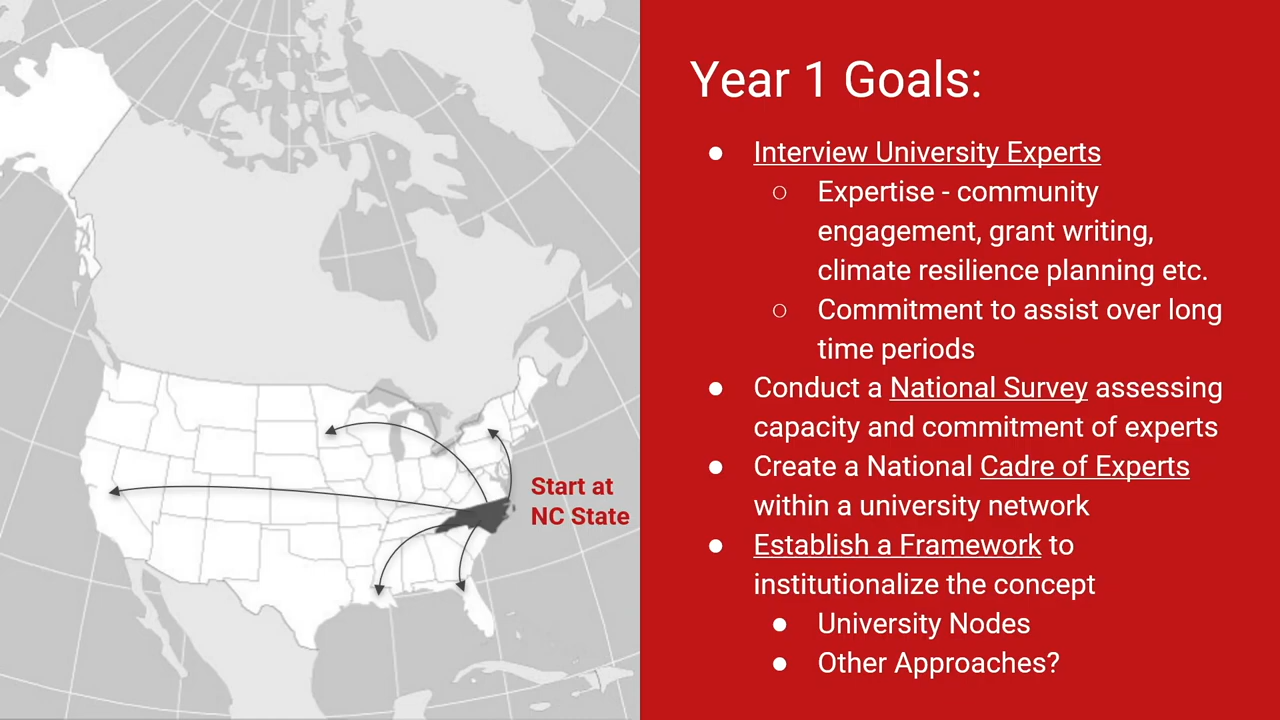 Start at
NC State
Year 1 Goals:
● Interview University Experts
○ Expertise - community
engagement, grant writing,
climate resilience planning etc.
○ Commitment to assist over long
time periods
● Conduct a National Survey assessing
capacity and commitment of experts
● Create a National Cadre of Experts
within a university network
● Establish a Framework to
institutionalize the concept
● University Nodes
● Other Approaches?